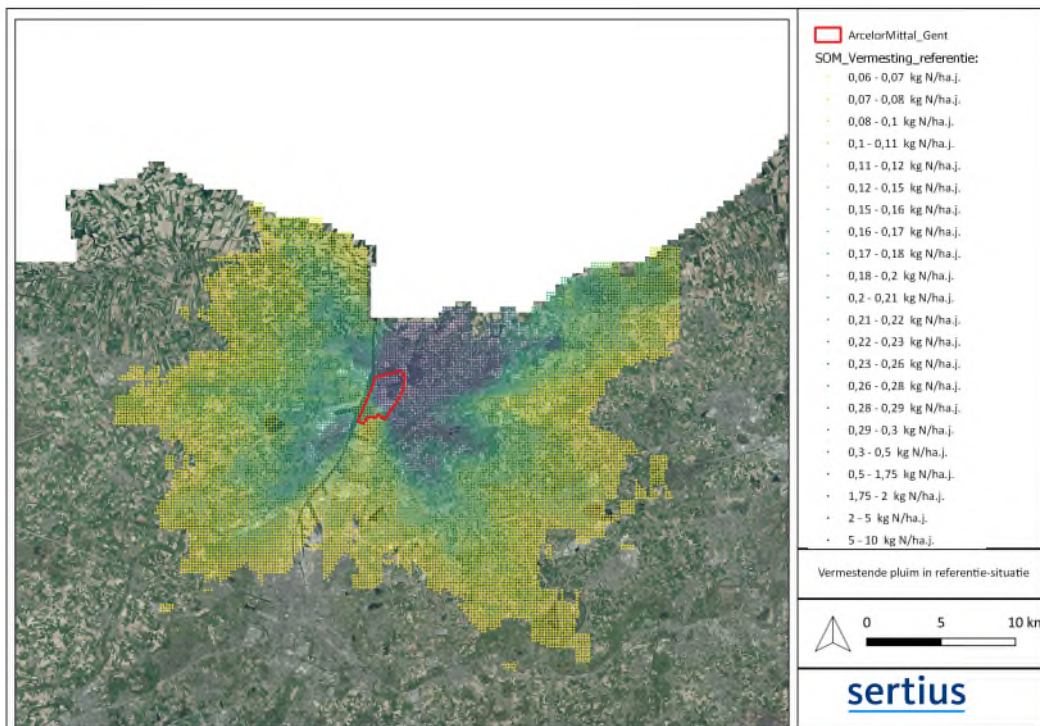 ArcelorMittal_Gent
SOM_Vermesting_referentie:
0,06 - 0,07 kg N/ha.j.
0,07 - 0,08 kg N/ha.j.
0,08 - 0,1 kg N/ha.j.
0,1 - 0,11 kg N/ha.j.
0,11 - 0,12 kg N/ha.j.
0,12 - 0,15 kg N/ha.j.
0,15 - 0,16 kg N/ha.j.
0,16 - 0,17 kg N/ha.j.
0,17 - 0,18 kg N/ha.j.
0,18 - 0,2 kg N/ha.j.
0,2 - 0,21 kg N/ha.j.
0,21 - 0,22 kg N/ha.j.
0,22 - 0,23 kg N/ha.j.
0,23 - 0,26 kg N/ha.j.
0,26 - 0,28 kg N/ha.j.
0,28 - 0,29 kg N/ha.j.
0,29 - 0,3 kg N/ha.j.
0,3 - 0,5 kg N/ha.j.
0,5 - 1,75 kg N/ha.j.
1,75 - 2 kg N/ha.j.
2 - 5 kg N/ha.j.
5 - 10 kg N/ha.j.
Vermestende pluim in referentie-situatie
0 5 10 km
sertius